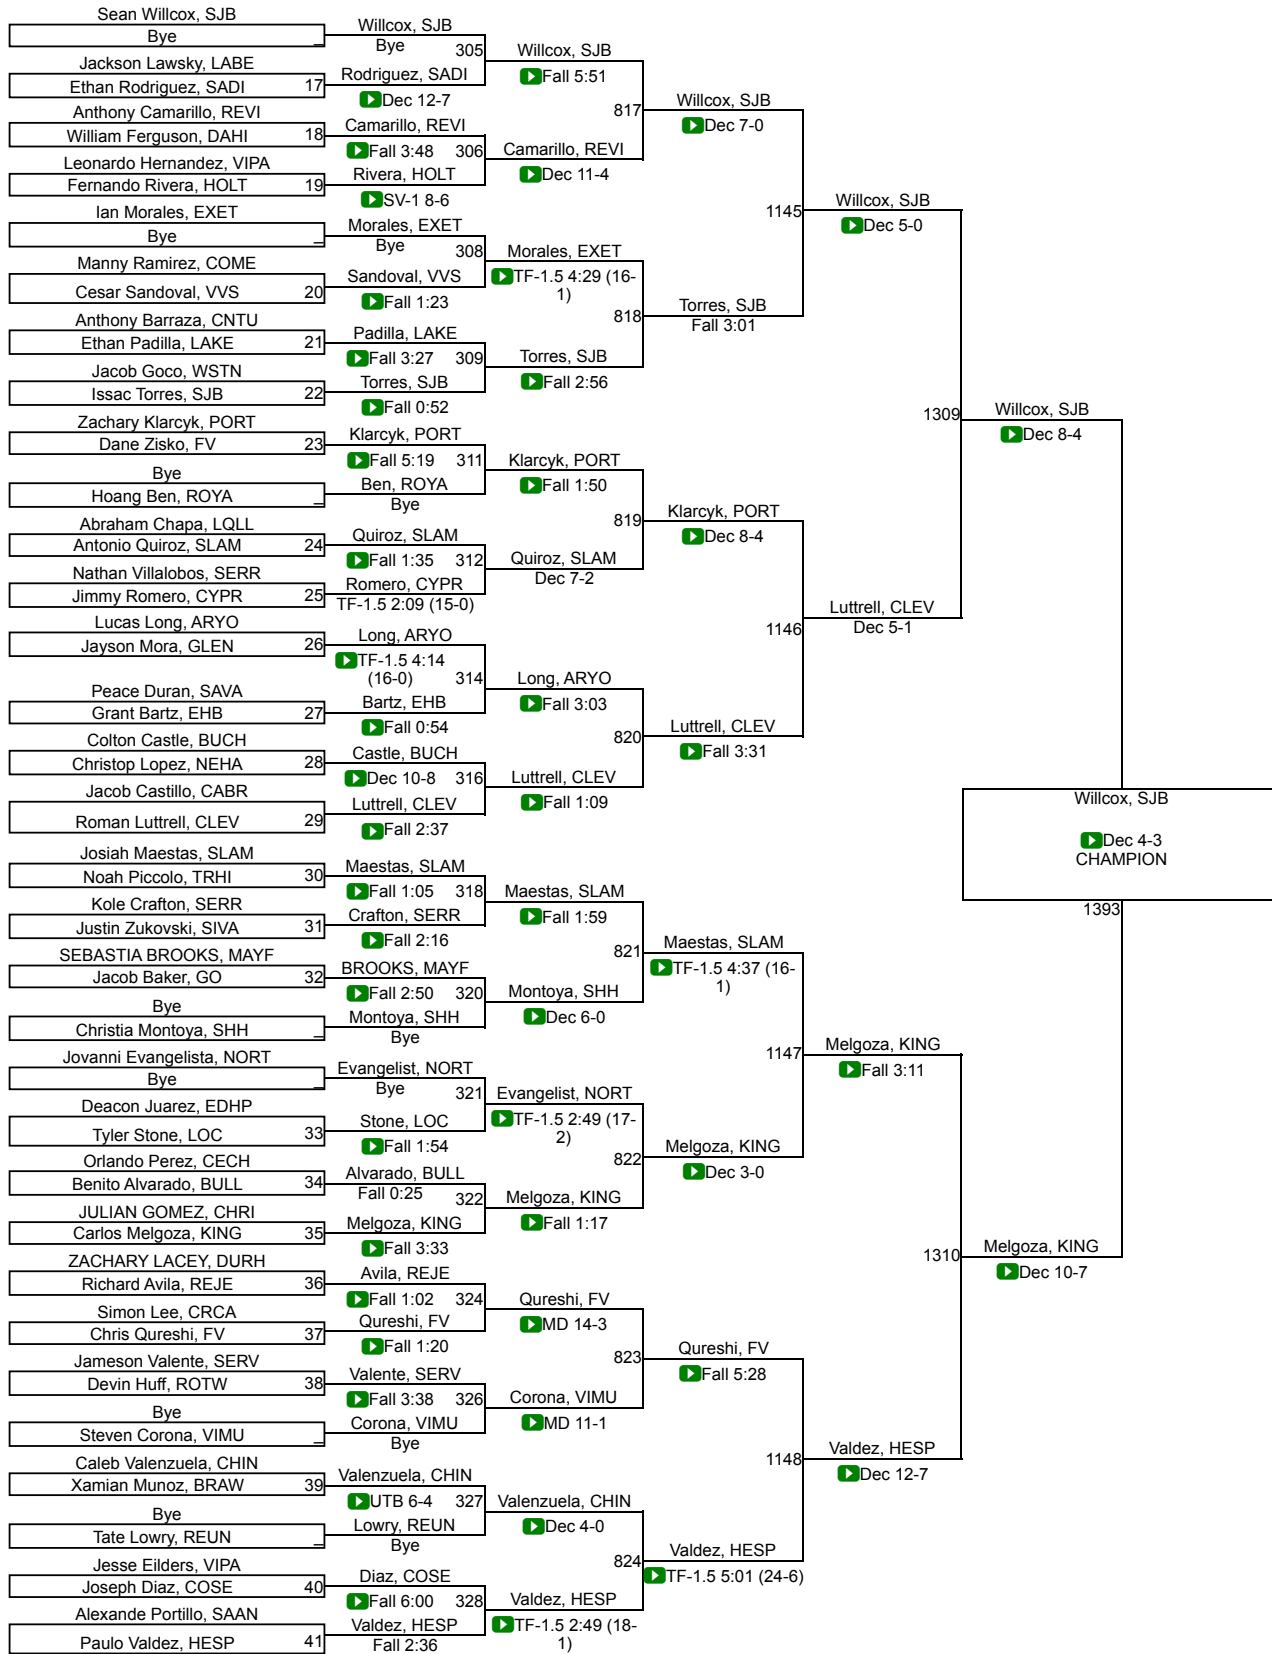 Sean Willcox, SJB
Bye _
Jackson Lawsky, LABE
Ethan Rodriguez, SADI 17
Anthony Camarillo, REVI
William Ferguson, DAHI 18
Leonardo Hernandez, VIPA
Fernando Rivera, HOLT 19
Ian Morales, EXET
Bye _
Manny Ramirez, COME
Cesar Sandoval, VVS 20
Anthony Barraza, CNTU
Ethan Padilla, LAKE 21
Jacob Goco, WSTN
Issac Torres, SJB 22
Zachary Klarcyk, PORT
Dane Zisko, FV 23
Bye
Hoang Ben, ROYA _
Abraham Chapa, LQLL
Antonio Quiroz, SLAM 24
Nathan Villalobos, SERR
Jimmy Romero, CYPR 25
Lucas Long, ARYO
Jayson Mora, GLEN 26
Peace Duran, SAVA
Grant Bartz, EHB 27
Colton Castle, BUCH
Christop Lopez, NEHA 28
Jacob Castillo, CABR
Roman Luttrell, CLEV 29
Josiah Maestas, SLAM
Noah Piccolo, TRHI 30
Kole Crafton, SERR
Justin Zukovski, SIVA 31
SEBASTIA BROOKS, MAYF
Jacob Baker, GO 32
Bye
Christia Montoya, SHH _
Jovanni Evangelista, NORT
Bye _
Deacon Juarez, EDHP
Tyler Stone, LOC 33
Orlando Perez, CECH
Benito Alvarado, BULL 34
JULIAN GOMEZ, CHRI
Carlos Melgoza, KING 35
ZACHARY LACEY, DURH
Richard Avila, REJE 36
Simon Lee, CRCA
Chris Qureshi, FV 37
Jameson Valente, SERV
Devin Huff, ROTW 38
Bye
Steven Corona, VIMU _
Caleb Valenzuela, CHIN
Xamian Munoz, BRAW 39
Bye
Tate Lowry, REUN _
Jesse Eilders, VIPA
Joseph Diaz, COSE 40
Alexande Portillo, SAAN
Paulo Valdez, HESP 41
Willcox, SJB
Bye 305
Rodriguez, SADI
Dec 12-7
Camarillo, REVI
Fall 3:48 306
Rivera, HOLT
SV-1 8-6
Morales, EXET
Bye 308
Sandoval, VVS
Fall 1:23
Padilla, LAKE
Fall 3:27 309
Torres, SJB
Fall 0:52
Klarcyk, PORT
Fall 5:19 311
Ben, ROYA
Bye
Quiroz, SLAM
Fall 1:35 312
Romero, CYPR
TF-1.5 2:09 (15-0)
Long, ARYO
TF-1.5 4:14
(16-0) 314
Bartz, EHB
Fall 0:54
Castle, BUCH
Dec 10-8 316
Luttrell, CLEV
Fall 2:37
Maestas, SLAM
Fall 1:05 318
Crafton, SERR
Fall 2:16
BROOKS, MAYF
Fall 2:50 320
Montoya, SHH
Bye
Evangelist, NORT
Bye 321
Stone, LOC
Fall 1:54
Alvarado, BULL
Fall 0:25 322
Melgoza, KING
Fall 3:33
Avila, REJE
Fall 1:02 324
Qureshi, FV
Fall 1:20
Valente, SERV
Fall 3:38 326
Corona, VIMU
Bye
Valenzuela, CHIN
UTB 6-4 327
Lowry, REUN
Bye
Diaz, COSE
Fall 6:00 328
Valdez, HESP
Fall 2:36
Willcox, SJB
Fall 5:51
817
Camarillo, REVI
Dec 11-4
Morales, EXET
TF-1.5 4:29 (16-
1)
818
Torres, SJB
Fall 2:56
Klarcyk, PORT
Fall 1:50
819
Quiroz, SLAM
Dec 7-2
Long, ARYO
Fall 3:03
820
Luttrell, CLEV
Fall 1:09
Maestas, SLAM
Fall 1:59
821
Montoya, SHH
Dec 6-0
Evangelist, NORT
TF-1.5 2:49 (17-
2)
822
Melgoza, KING
Fall 1:17
Qureshi, FV
MD 14-3
823
Corona, VIMU
MD 11-1
Valenzuela, CHIN
Dec 4-0
824
Valdez, HESP
TF-1.5 2:49 (18-
1)
Willcox, SJB
Dec 7-0
1145
Torres, SJB
Fall 3:01
Klarcyk, PORT
Dec 8-4
1146
Luttrell, CLEV
Fall 3:31
Maestas, SLAM
TF-1.5 4:37 (16-
1)
1147
Melgoza, KING
Dec 3-0
Qureshi, FV
Fall 5:28
1148
Valdez, HESP
TF-1.5 5:01 (24-6)
Willcox, SJB
Dec 5-0
1309
Luttrell, CLEV
Dec 5-1
Melgoza, KING
Fall 3:11
1310
Valdez, HESP
Dec 12-7
Willcox, SJB
Dec 8-4
Melgoza, KING
Dec 10-7
Willcox, SJB
Dec 4-3
CHAMPION
1393